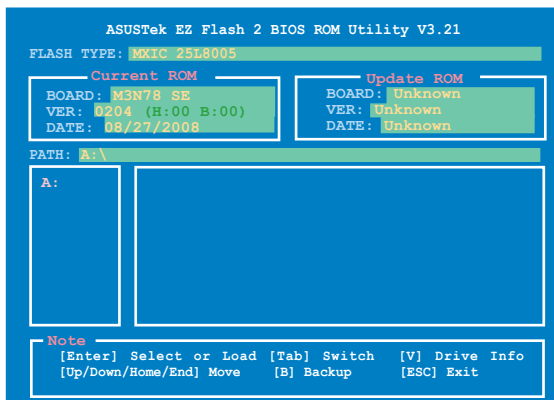 ASUSTek EZ Flash 2 BIOS ROM Utility V3.21
FLASH TYPE: MXIC 25L8005
Current ROM
BOARD: M3N78 SE
VER: 0204 (H:00 B:00)
DATE: 08/27/2008
Update ROM
BOARD: Unknown
VER: Unknown
DATE: Unknown
PATH: A:\
A:
Note
[Enter] Select or Load [Tab] Switch [V] Drive Info
[Up/Down/Home/End] Move [B] Backup [ESC] Exit